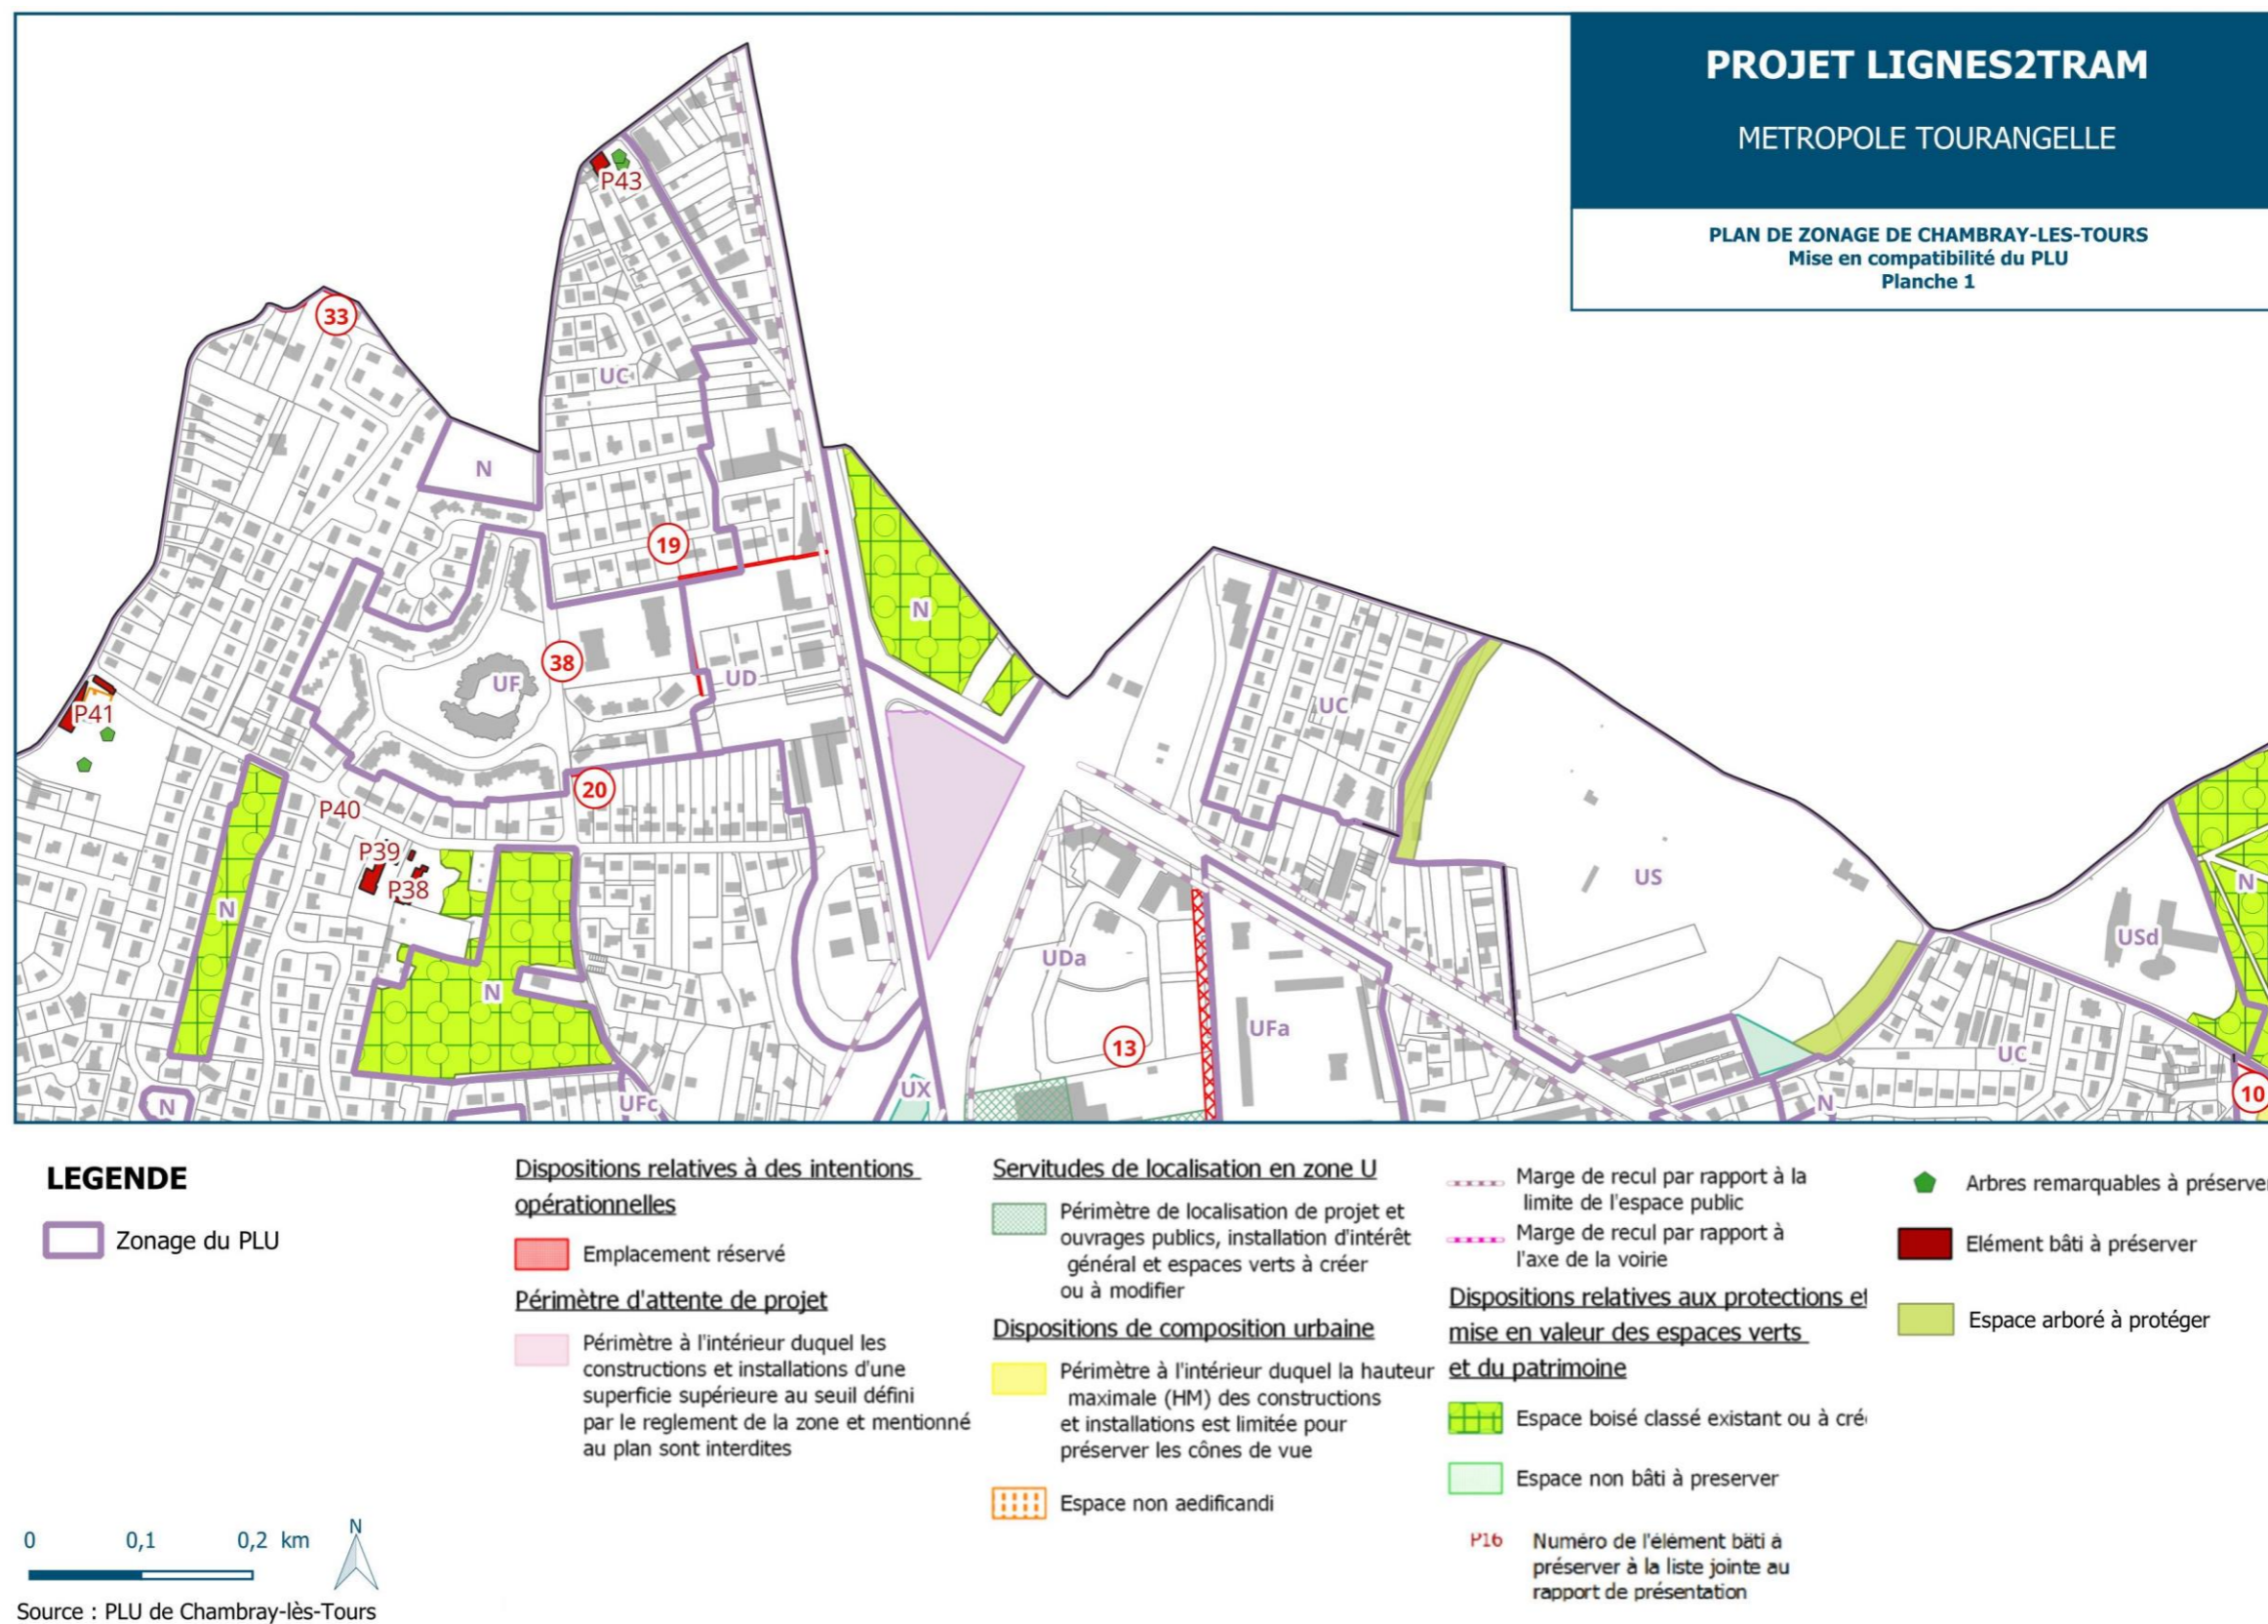 PROJET LIGNES2TRAM
METROPOLE TOURANGELLE
PLAN DE ZONAGE DE CHAMBRAY-LES-TOURS
Mise en compatibilité du PLU
Planche 1
P43
33
UC
N
19
N
38
UF
UD
P41
UC
20
P40
P39
P38
US
N
N
USd
N
UDa
UFa
13
UC
UX
N
UFc
N
10
LEGENDE
Zonage du PLU
Dispositions relatives à des intentions
opérationnelles
Emplacement réservé
Périmètre d'attente de projet
Périmètre à l'intérieur duquel les
constructions et installations d'une
superficie supérieure au seuil défini
par le reglement de la zone et mentionné
au plan sont interdites
Servitudes de localisation en zone U
Périmètre de localisation de projet et
ouvrages publics, installation d'intérêt
général et espaces verts à créer
ou à modifier
Dispositions de composition urbaine
Périmètre à l'intérieur duquel la hauteur
maximale (HM) des constructions
et installations est limitée pour
préserver les cônes de vue
Espace non aedificandi
Marge de recul par rapport à la
limite de l'espace public
Marge de recul par rapport à
l'axe de la voirie
Dispositions relatives aux protections et
mise en valeur des espaces verts
et du patrimoine
Espace boisé classé existant ou à cré
Espace non bâti à preserver
P16 Numéro de l'élément bâti à
préserver à la liste jointe au
rapport de présentation
Arbres remarquables à préserver
Elément bâti à préserver
Espace arboré à protéger
0 0,1 0,2 km
N
Source : PLU de Chambray-lès-Tours